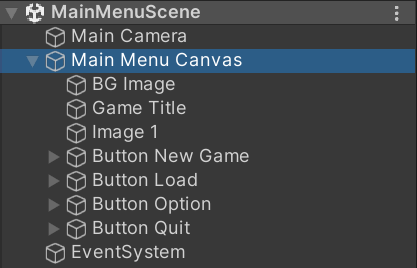 MainMenuScene
Main Camera
Main Menu Canvas
BG Image
Game Title
Image 1
Button New Game
Button Load
Button Option
Button Quit
EventSystem